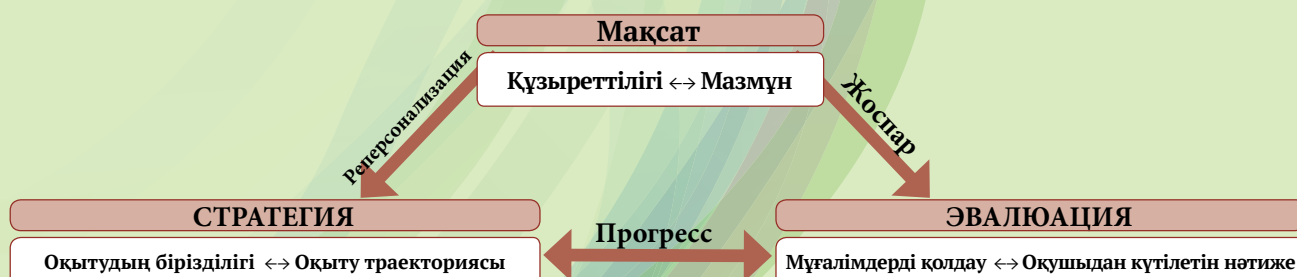 Мақсат
Құзыреттілігі ↔ Мазмұн
Реперсонализация
Жоспар
СТРАТЕГИЯ
Прогресс
ЭВАЛЮАЦИЯ
Оқытудың бірізділігі ↔ Оқыту траекториясы
Мұғалімдерді қолдау ↔ Оқушыдан күтілетін нәтиже